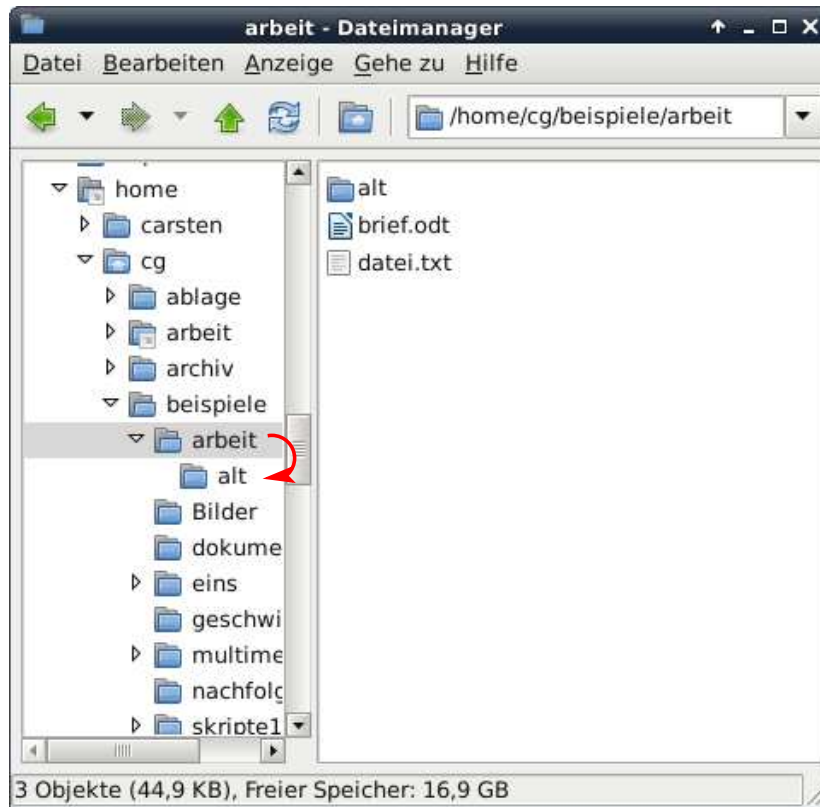 arbeit - Dateimanager
Datei Bearbeiten Anzeige Gehe zu Hilfe
/home/cg/beispiele/arbeit
home
carsten
cg
ablage
arbeit
archiv
beispiele
arbeit
alt
Bilder
dokume
eins
geschwi
multime
nachfolg
skripte1
alt
brief.odt
datei.txt
3 Objekte (44,9 KB), Freier Speicher: 16,9 GB